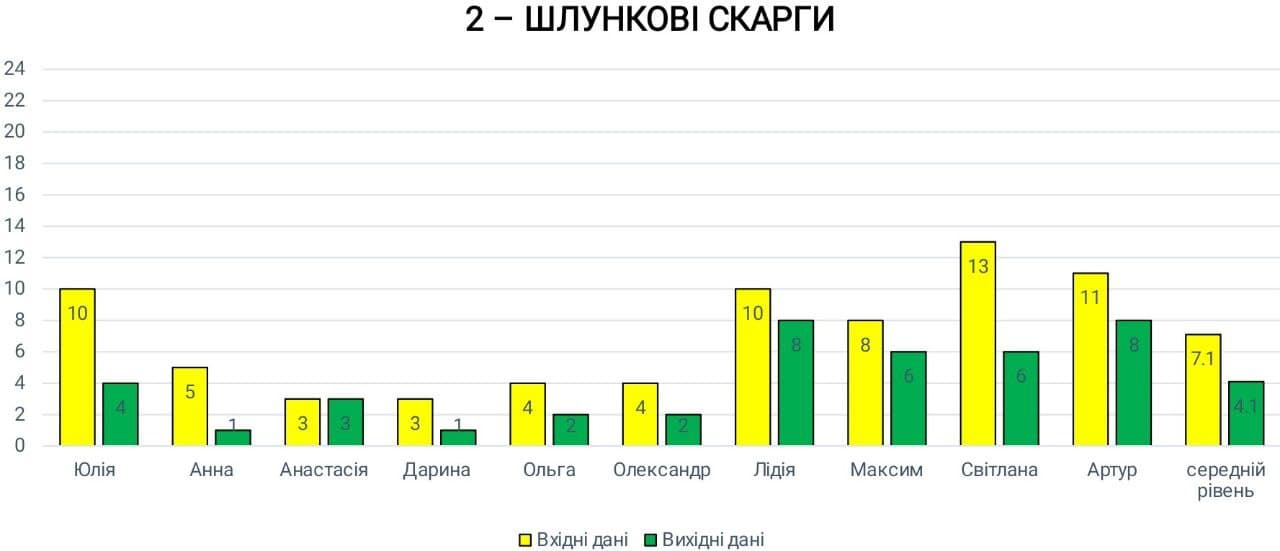 2 – ШЛУНКОВІ СКАРГИ
24
22
20
18
16
14
12
10
8
6
4
2
0
10 4 5 1 3 3 3 1 4 2 4 2 10 8 8 6 13 6 11 8 7.1 4.1
Юлія Анна Анастасія Дарина Ольга Олександр Лідія Максим Світлана Артур середній
рівень
Вхідні дані Вихідні дані